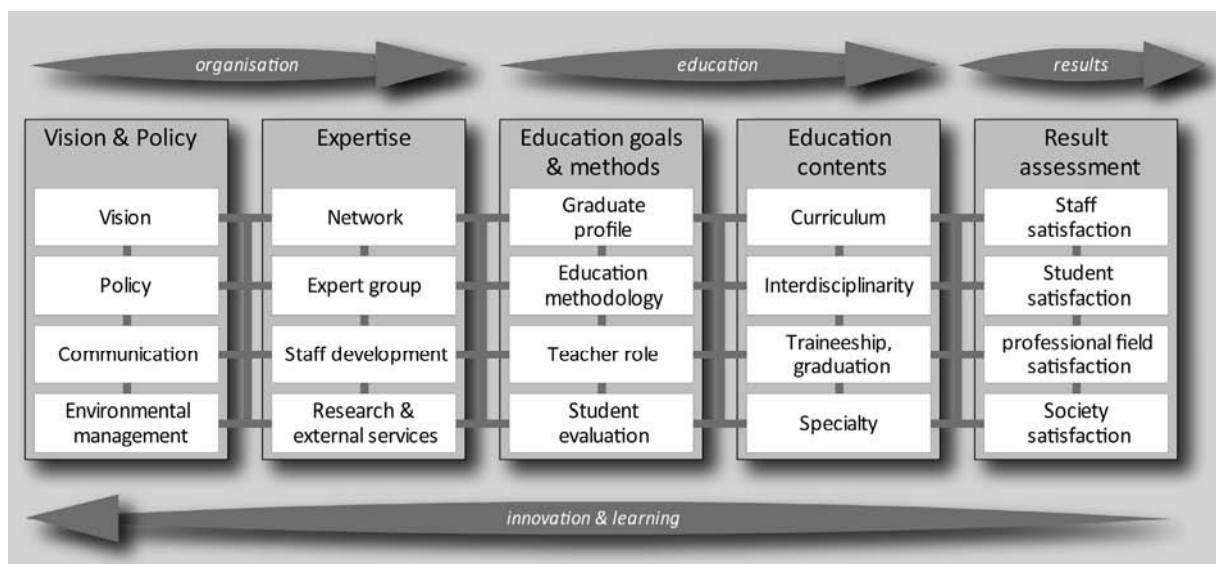 organisation
education
results
Vision & Policy
Vision
Policy
Communication
Environmental
management
Expertise
Network
Expert group
Staff development
Research &
external services
Education goals
& methods
Graduate
profile
Education
methodology
Teacher role
Student
evaluation
Education
contents
Curriculum
Interdisciplinarity
Traineeship,
graduation
Specialty
Result
assessment
Staff
satisfaction
Student
satisfaction
professional field
satisfaction
Society
satisfaction
innovation & learning